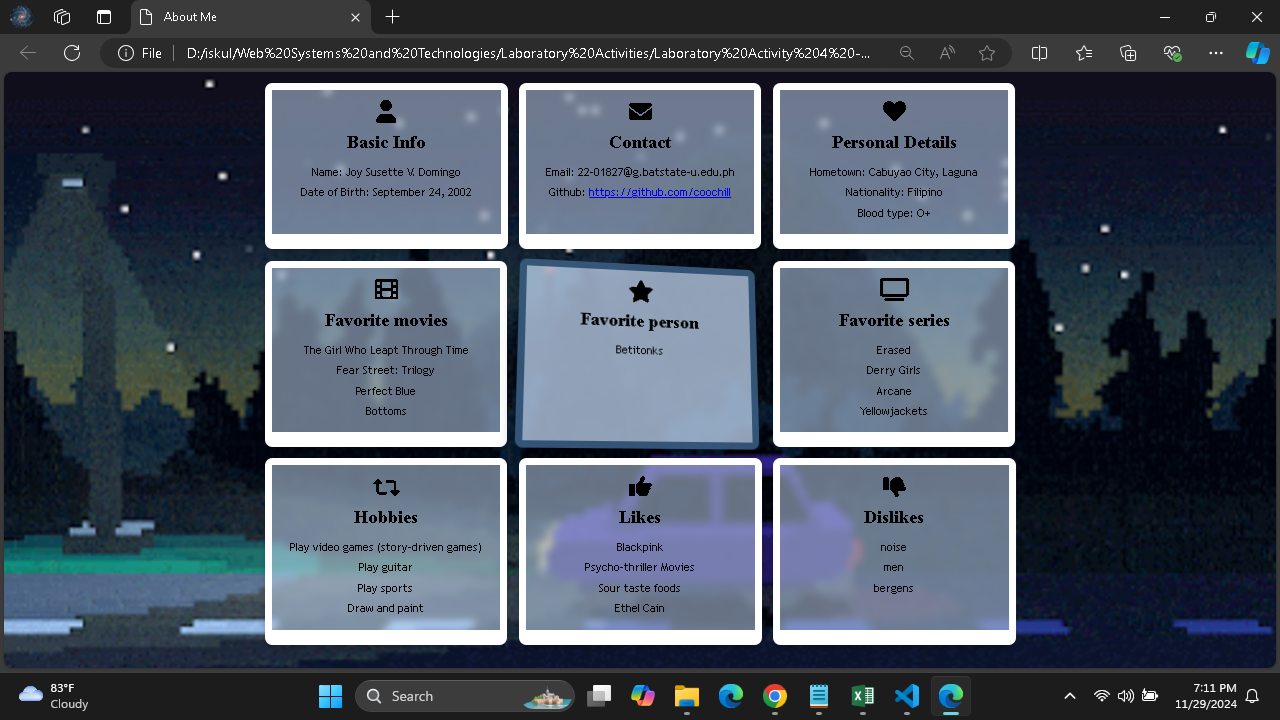 About Me
File
D:/iskul/Web%20Systems%20and%20Technologies/Laboratory%20Activities/Laboratory%20Activity%204%20-...
Basic Info
Name: Joy Susette V. Domingo
Date of Birth: September 24, 2002
Contact
Email: 22-01827@g.batstate-u.edu.ph
Github: https://github.com/coochill
Personal Details
Hometown: Cabuyao City, Laguna
Nationality: Filipino
Blood type: O+
Favorite movies
The Girl Who Leapt Through Time
Fear Street: Trilogy
Perfect Blue
Bottoms
Favorite person
Betitonks
Favorite series
Erased
Derry Girls
Arcane
Yellowjackets
Hobbies
Play video games (story-driven games)
Play guitar
Play sports
Draw and paint
Likes
Blackpink
Psycho-thriller Movies
Sour taste foods
Ethel Cain
Dislikes
noise
men
bergens
83°F
Cloudy
Search
7:11 PM
11/29/2024